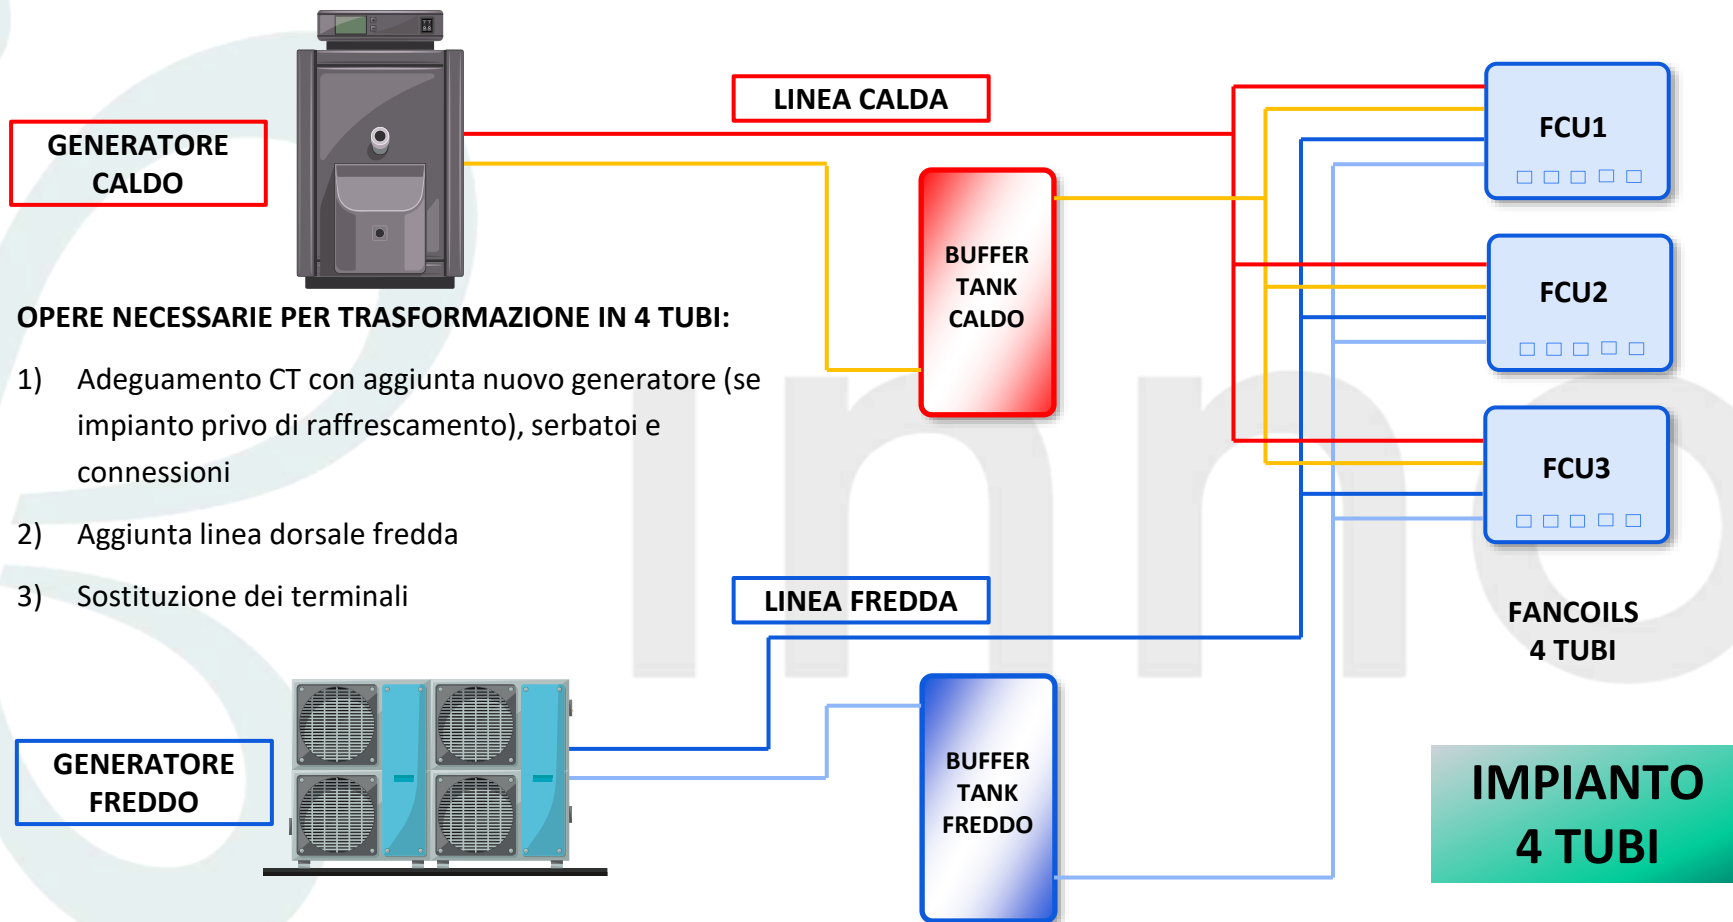 GENERATORE
CALDO
LINEA CALDA
BUFFER
TANK
CALDO
FCU1
FCU2
FCU3
FANCOILS
4 TUBI
OPERE NECESSARIE PER TRASFORMAZIONE IN 4 TUBI:
1) Adeguamento CT con aggiunta nuovo generatore (se
impianto privo di raffrescamento), serbatoi e
connessioni
2) Aggiunta linea dorsale fredda
3) Sostituzione dei terminali
LINEA FREDDA
GENERATORE
FREDDO
BUFFER
TANK
FREDDO
IMPIANTO
4 TUBI
Inno